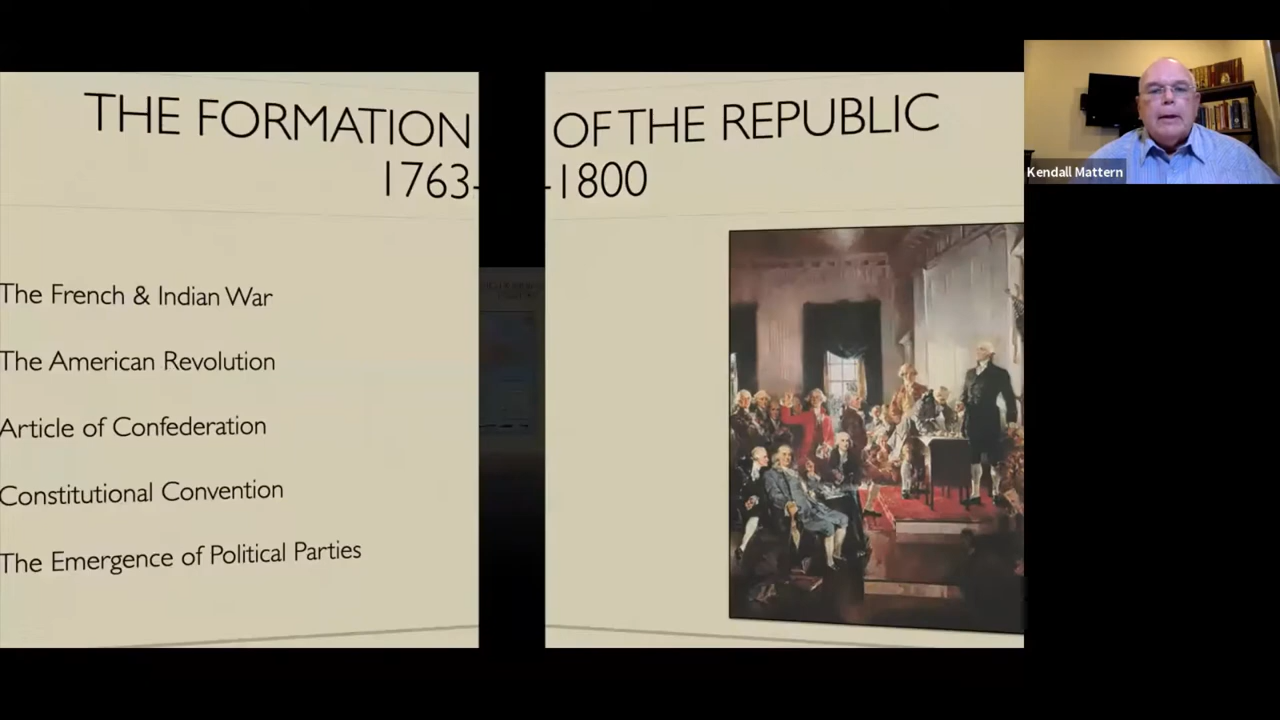 THE FORMATION OF THE REPUBLIC
1763--1800
The French & Indian War
The American Revolution
Article of Confederation
Constitutional Convention
The Emergence of Political Parties
Kendall Mattern